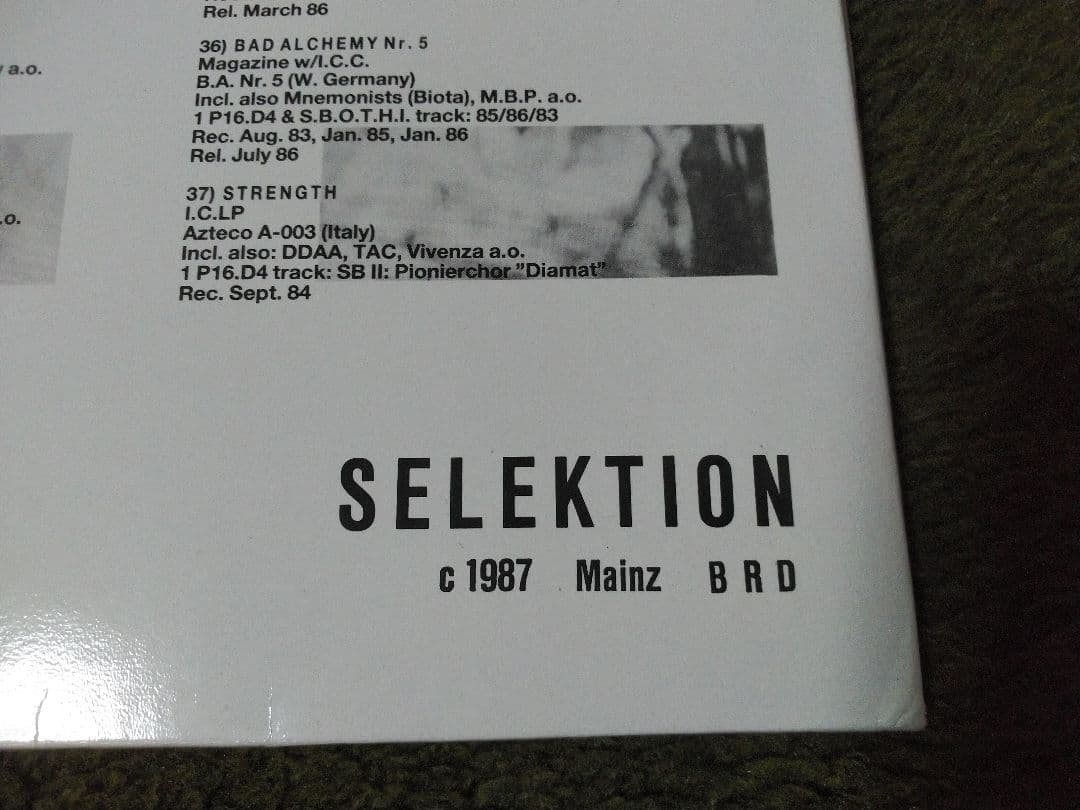 Rel. March 86
a.o.
36) BAD ALCHEMY Nr. 5
Magazine w/I.C.C.
B.A. Nr. 5 (W. Germany)
Incl. also Mnemonists (Biota), M.B.P. a.o.
1 P16.D4 & S.B.O.T.H.I. track: 85/86/83
Rec. Aug. 83, Jan. 85, Jan. 86
Rel. July 86
37) STRENGTH
I.C.LP
.o.
Azteco A-003 (Italy)
Incl. also: DDAA, TAC, Vivenza a.o.
1 P16.D4 track: SB II: Pionierchor ”Diamat”
Rec. Sept. 84
SELEKTION
c 1987 Mainz BRD